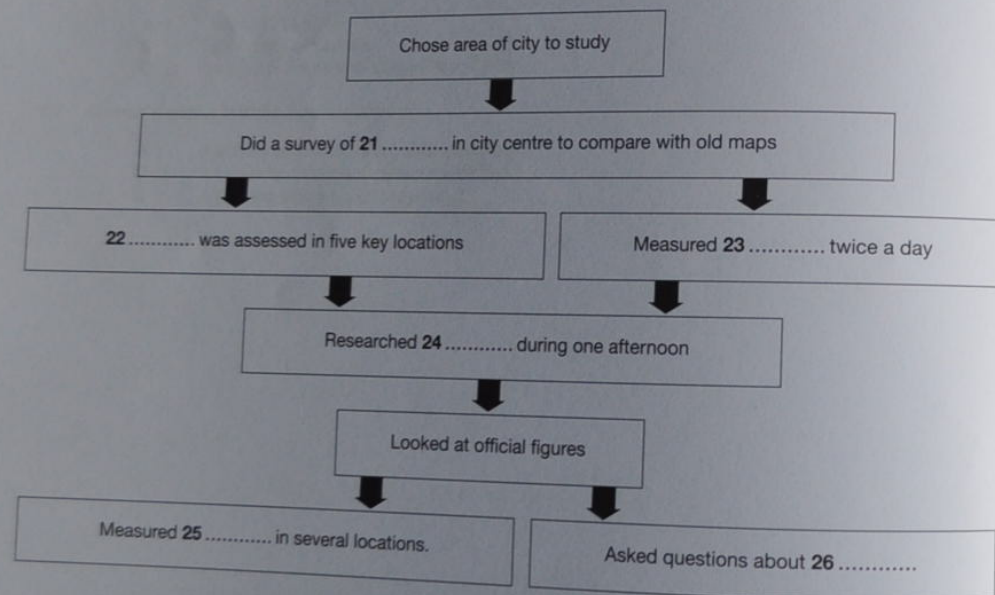 Chose area of city to study
Did a survey of 21 ............ in city centre to compare with old maps
22 ............ was assessed in five key locations
Measured 23 ............ twice a day
Researched 24 ............ during one afternoon
Looked at official figures
Measured 25 ............ in several locations.
Asked questions about 26 ............